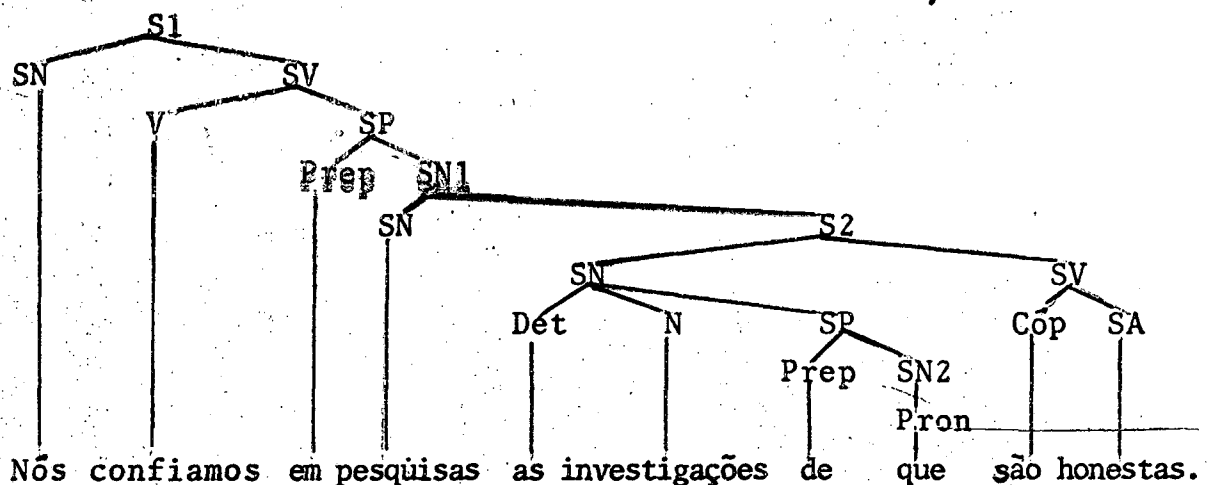 S1
SN SV
V SP
Prep SN1
SN S2
SN SV
Det N SP Cop SA
Prep SN2
Pron
Nós confiamos em pesquisas as investigações de que são honestas.